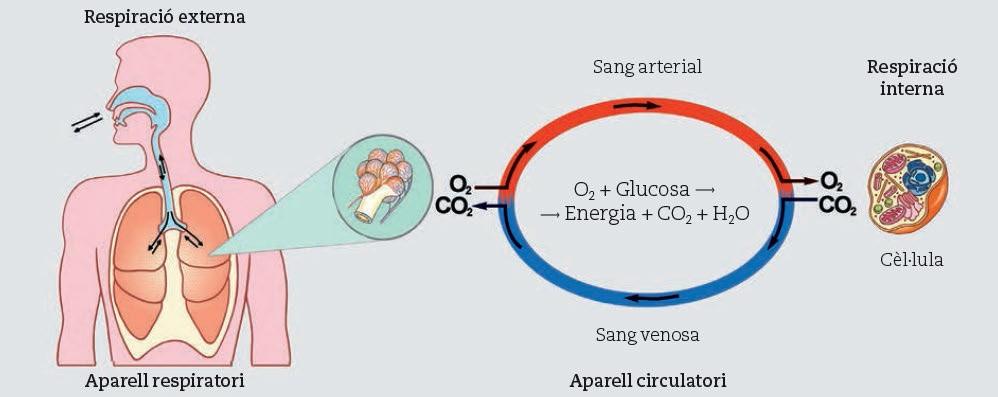 Respiració externa
Sang arterial
Respiració
interna
O₂
CO₂
O₂ + Glucosa →
→ Energia + CO₂ + H₂O
O₂
CO₂
Cèl·lula
Sang venosa
Aparell respiratori
Aparell circulatori